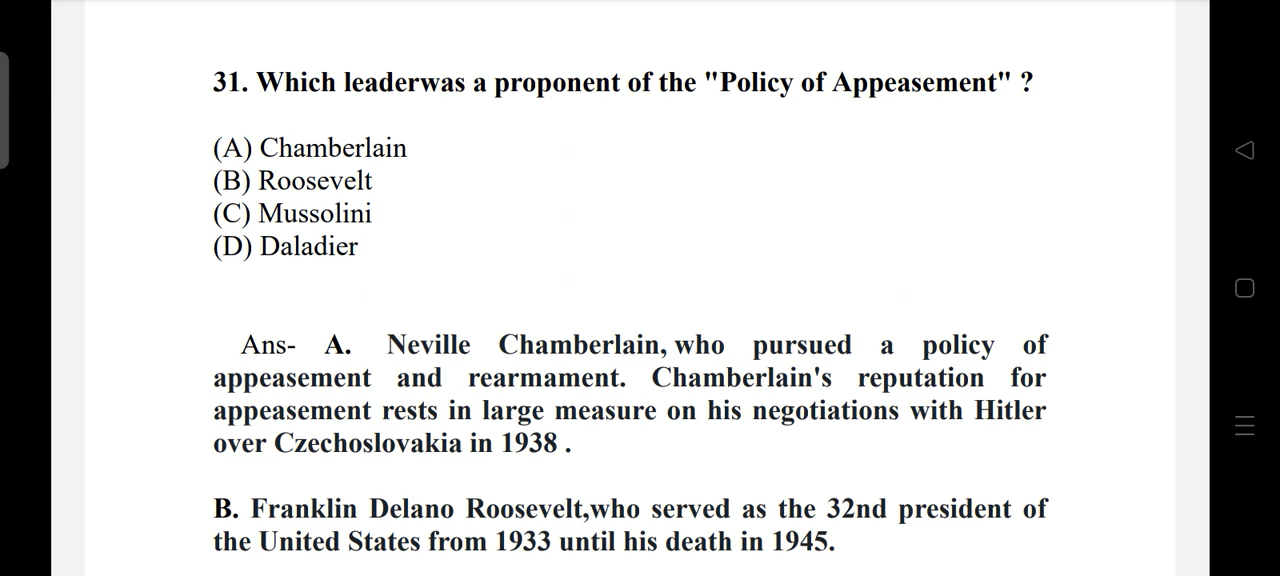 31. Which leaderwas a proponent of the "Policy of Appeasement" ?
(A) Chamberlain
(B) Roosevelt
(C) Mussolini
(D) Daladier
Ans- A. Neville Chamberlain, who pursued a policy of
appeasement and rearmament. Chamberlain's reputation for
appeasement rests in large measure on his negotiations with Hitler
over Czechoslovakia in 1938 .
B. Franklin Delano Roosevelt,who served as the 32nd president of
the United States from 1933 until his death in 1945.